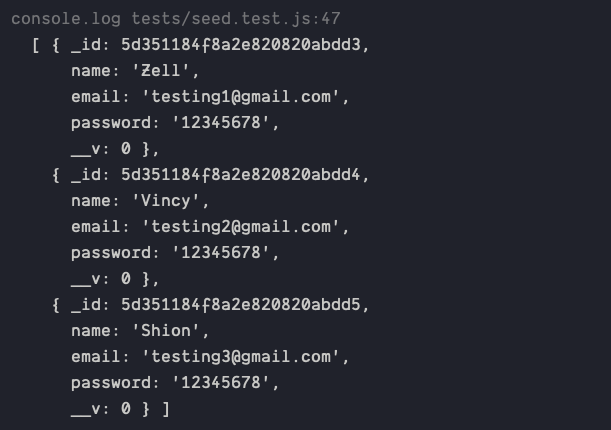 console.log tests/seed.test.js:47
[ { _id: 5d351184f8a2e820820abdd3,
name: 'Zell',
email: 'testing1@gmail.com',
password: '12345678',
__v: 0 },
{ _id: 5d351184f8a2e820820abdd4,
name: 'Vincy',
email: 'testing2@gmail.com',
password: '12345678',
__v: 0 },
{ _id: 5d351184f8a2e820820abdd5,
name: 'Shion',
email: 'testing3@gmail.com',
password: '12345678',
__v: 0 } ]